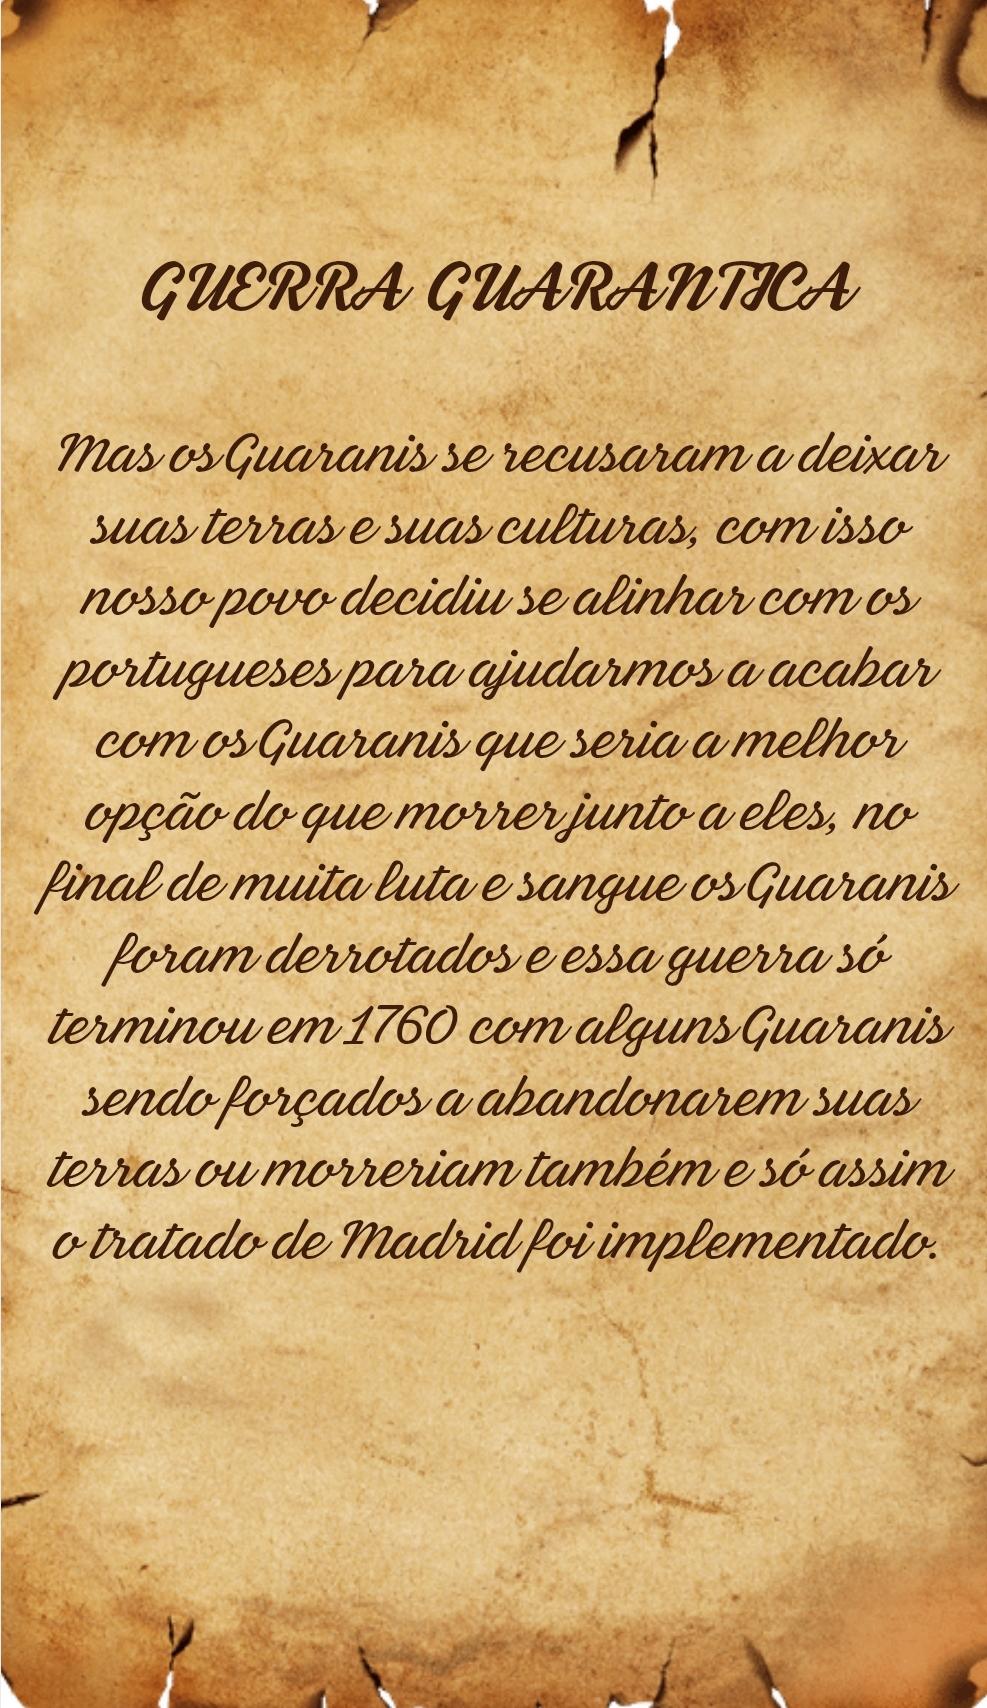 GUERRA GUARANTICA
Mas os Guaranis se recusaram a deixar
suas terras e suas culturas, com isso
nosso povo decidiu se alinhar com os
portugueses para ajudarmos a acabar
com os Guaranis que seria a melhor
opção do que morrer junto a eles, no
final de muita luta e sangue os Guaranis
foram derrotados e essa guerra só
terminou em 1760 com alguns Guaranis
sendo forçados a abandonarem suas
terras ou morreriam também e só assim
o tratado de Madrid foi implementado.